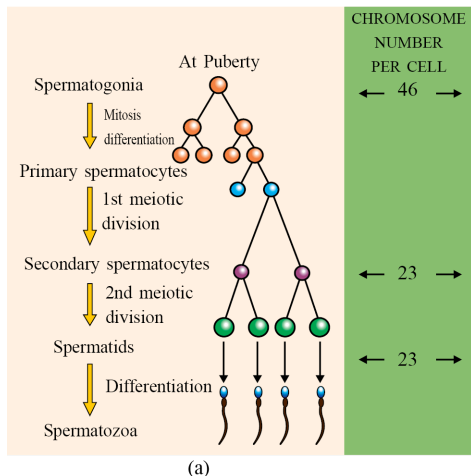 CHROMOSOME
NUMBER
PER CELL
At Puberty
Spermatogonia
46
Mitosis
differentiation
Primary spermatocytes
1st meiotic
division
Secondary spermatocytes
23
2nd meiotic
division
Spermatids
23
Differentiation
Spermatozoa
(a)